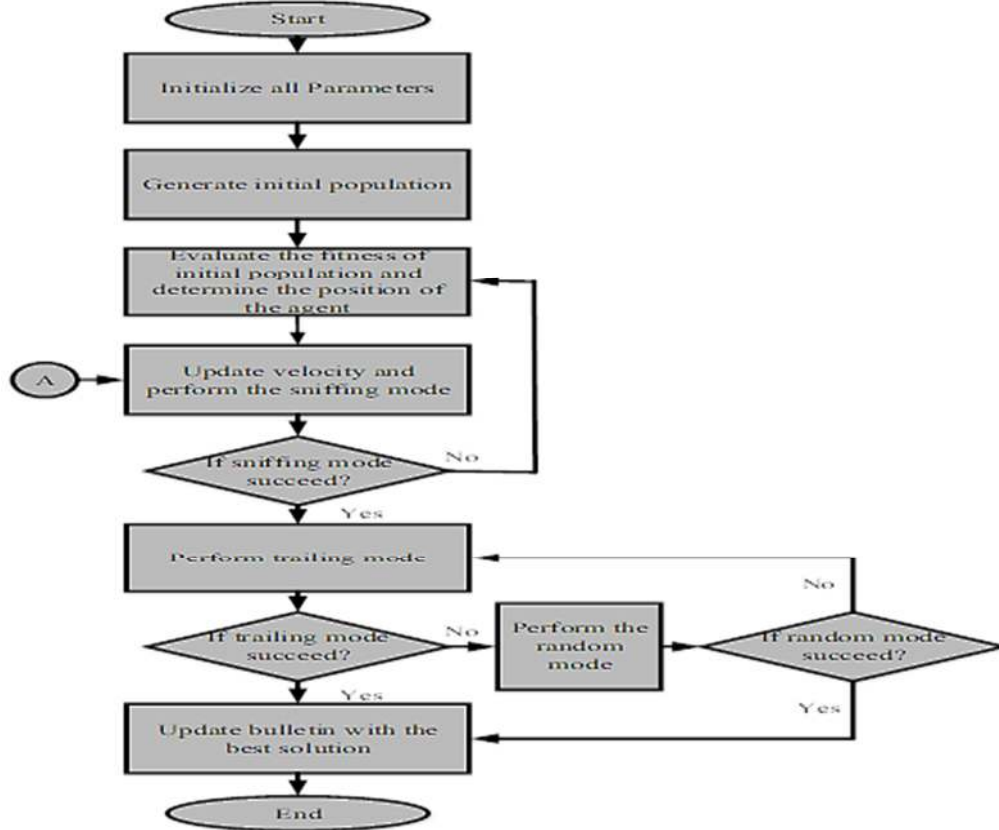 Start
Initialize all Parameters
Generate initial population
Evaluate the fitness of
initial population and
determine the position of
the agent
A
Update velocity and
perform the sniffing mode
If sniffing mode
succeed?
No
Yes
Perform trailing mode
No
If trailing mode
succeed?
No
Perform the
random
mode
If random mode
succeed?
Yes
Yes
Update bulletin with the
best solution
End